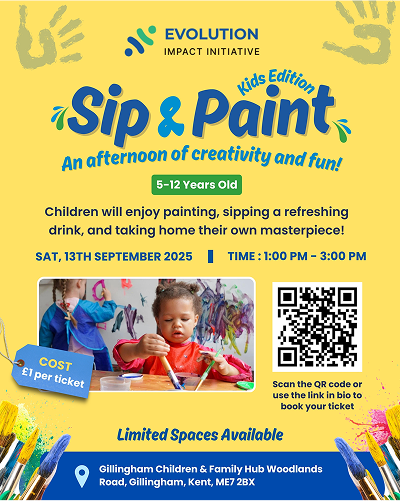 EVOLUTION
IMPACT INITIATIVE
Kids Edition
Sip & Paint
An afternoon of creativity and fun!
5-12 Years Old
Children will enjoy painting, sipping a refreshing
drink, and taking home their own masterpiece!
SAT, 13TH SEPTEMBER 2025 TIME : 1:00 PM - 3:00 PM
COST
£1 per ticket
Scan the QR code or
use the link in bio to
book your ticket
Limited Spaces Available
Gillingham Children & Family Hub Woodlands
Road, Gillingham, Kent, ME7 2BX